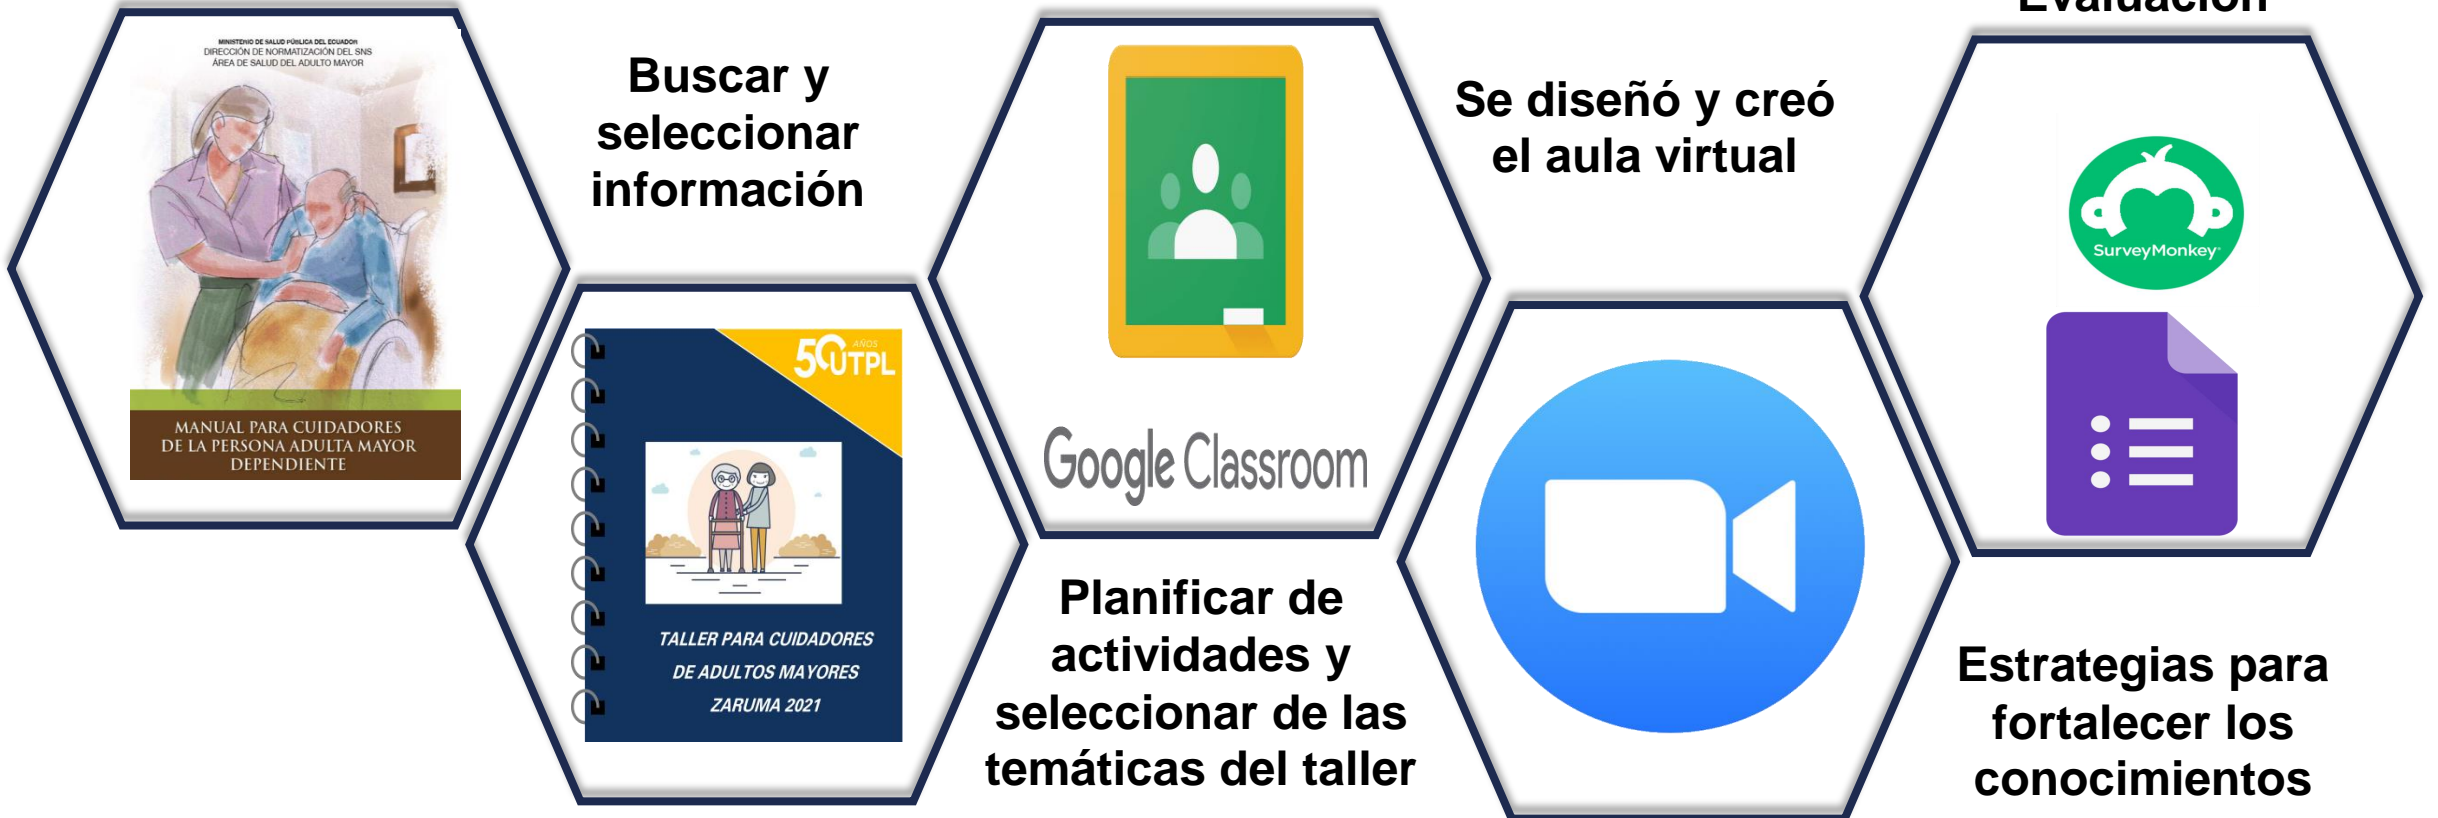 MINISTERIO DE SALUD PÚBLICA DEL ECUADOR
DIRECCIÓN DE NORMATIZACIÓN DEL SNS
ÁREA DE SALUD DEL ADULTO MAYOR
MANUAL PARA CUIDADORES
DE LA PERSONA ADULTA MAYOR
DEPENDIENTE
Buscar y
seleccionar
información
50 AÑOS
UTPL
TALLER PARA CUIDADORES
DE ADULTOS MAYORES
ZARUMA 2021
Google Classroom
Planificar de
actividades y
seleccionar de las
temáticas del taller
Se diseñó y creó
el aula virtual
Evaluación
SurveyMonkey
Estrategias para
fortalecer los
conocimientos